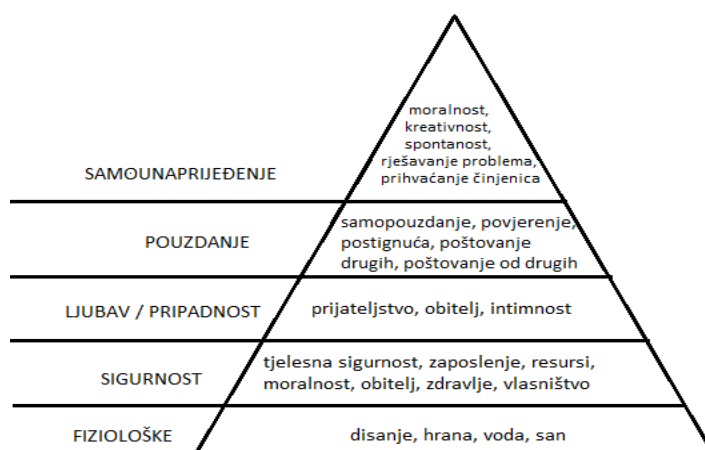 moralnost,
kreativnost,
spontanost,
rješavanje problema,
prihvaćanje činjenica
SAMOUNAPRIJEĐENJE
samopouzdanje, povjerenje,
postignuća, poštovanje
drugih, poštovanje od drugih
POUZDANJE
LJUBAV / PRIPADNOST
prijateljstvo, obitelj, intimnost
SIGURNOST
tjelesna sigurnost, zaposlenje, resursi,
moralnost, obitelj, zdravlje, vlasništvo
FIZIOLOŠKE
disanje, hrana, voda, san